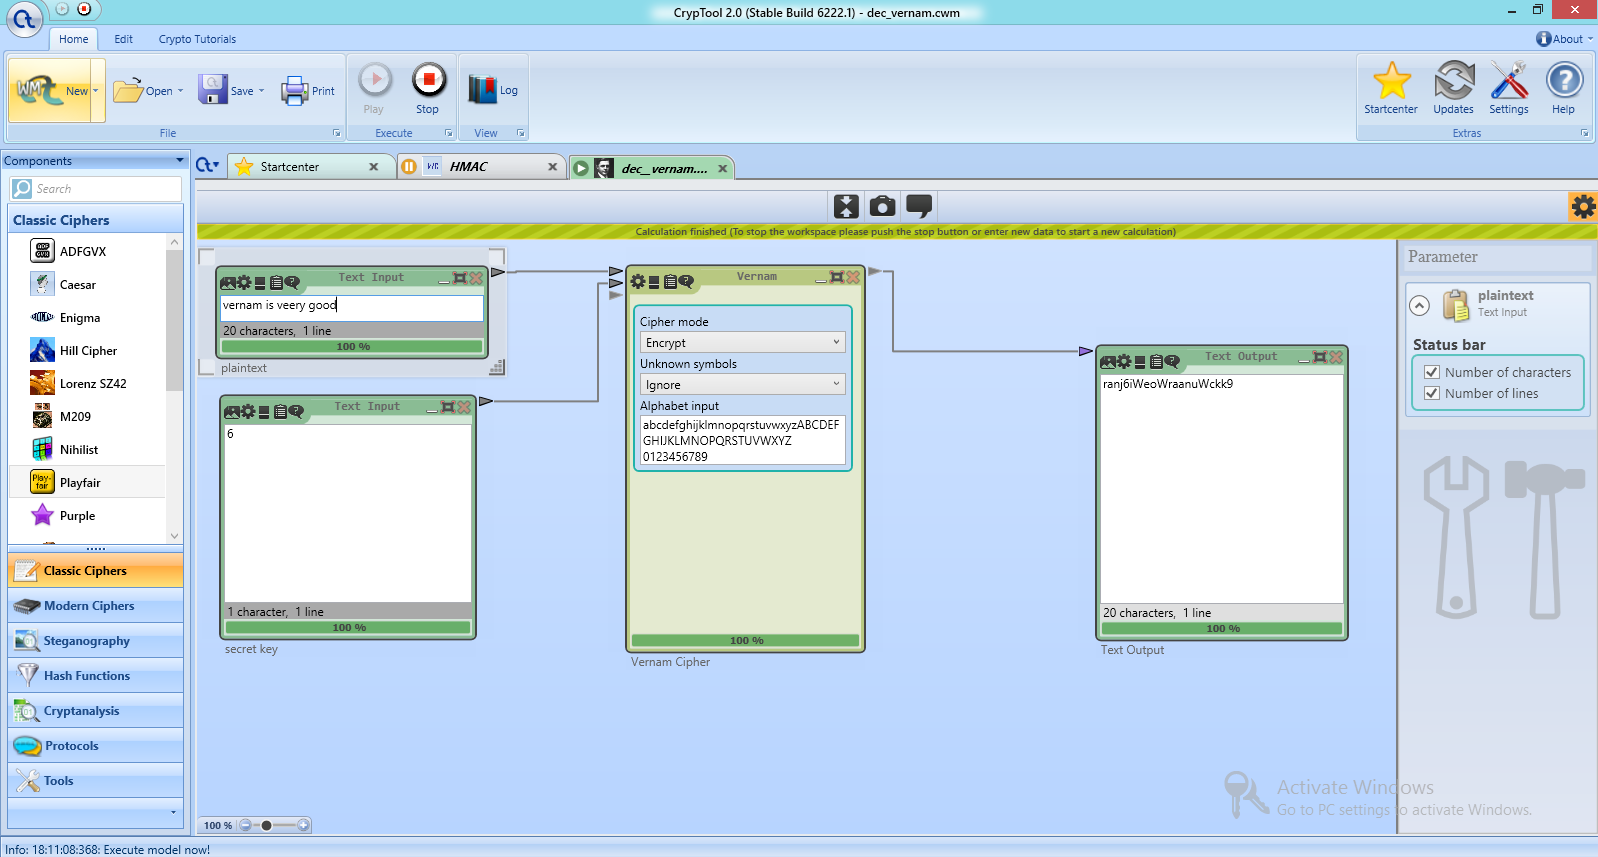 CrypTool 2.0 (Stable Build 6222.1) - dec_vernam.cwm
Home Edit Crypto Tutorials
About
New Open Save Print
Play Stop
Log
Startcenter Updates Settings Help
File Execute View Extras
Components
Startcenter HMAC dec_vernam....
Search
Classic Ciphers
ADFGVX
Caesar
Enigma
Hill Cipher
Lorenz SZ42
M209
Nihilist
Playfair
Purple
Classic Ciphers
Modern Ciphers
Steganography
Hash Functions
Cryptanalysis
Protocols
Tools
Calculation finished (To stop the workspace please push the stop button or enter new data to start a new calculation)
Text Input
vernam is veery good
20 characters, 1 line
100 %
plaintext
Text Input
6
1 character, 1 line
100 %
secret key
Vernam
Cipher mode
Encrypt
Unknown symbols
Ignore
Alphabet input
abcdefghijklmnopqrstuvwxyzABCDEF
GHIJKLMNOPQRSTUVWXYZ
0123456789
100 %
Vernam Cipher
Text Output
ranj6iWeoWraanuWckk9
20 characters, 1 line
100 %
Text Output
Parameter
plaintext
Text Input
Status bar
Number of characters
Number of lines
Activate Windows
Go to PC settings to activate Windows.
100 %
Info: 18:11:08:368: Execute model now!